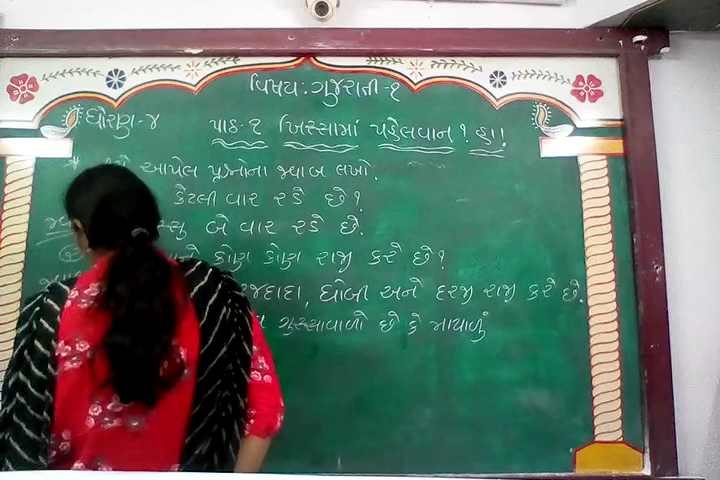 વિષય: ગુજરાતી-૧
ધોરણ-૪
પાઠ-૧ ખિસ્સામાં પહેલવાન ! હા!
આપેલ પ્રશ્નોના જવાબ લખો.
કેટલી વાર રડે છે?
બે વાર રડે છે.
કોણ કોણ રાજી કરે છે?
ધોબી અને દરજી રાજી કરે છે.
ગુસ્સાવાળો છે કે માયાળું